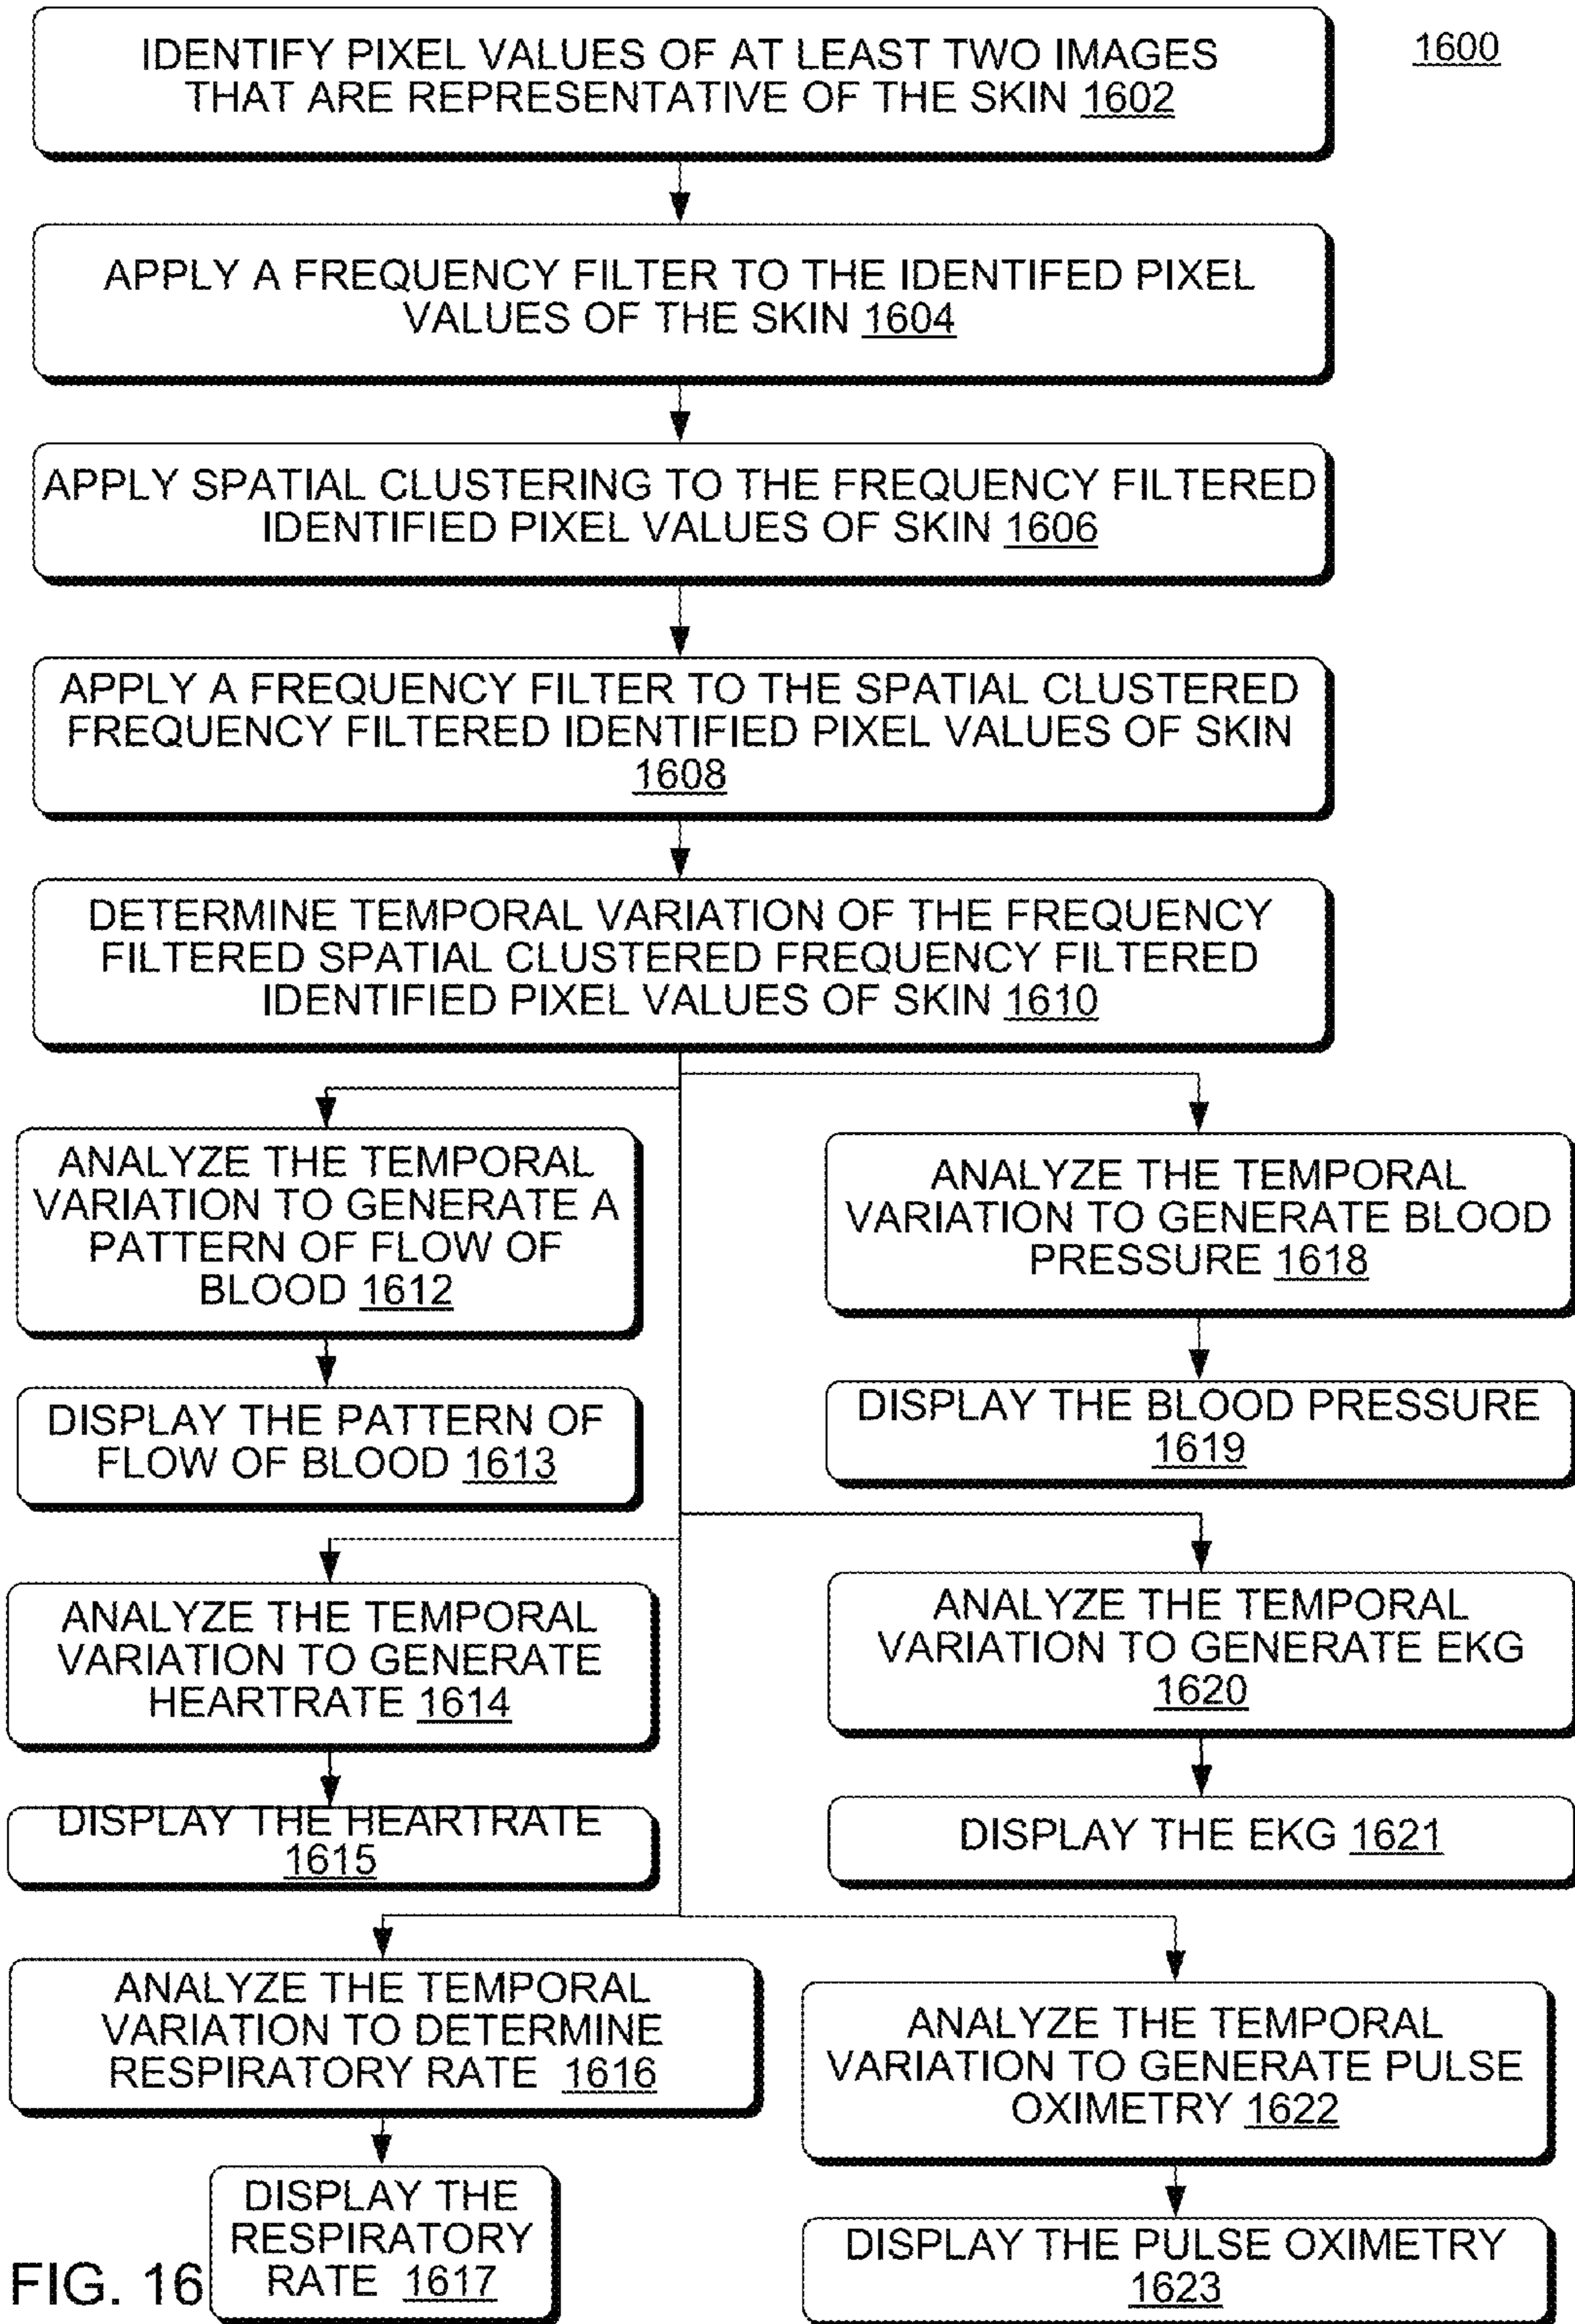 IDENTIFY PIXEL VALUES OF AT LEAST TWO IMAGES
THAT ARE REPRESENTATIVE OF THE SKIN 1602
1600
APPLY A FREQUENCY FILTER TO THE IDENTIFED PIXEL
VALUES OF THE SKIN 1604
APPLY SPATIAL CLUSTERING TO THE FREQUENCY FILTERED
IDENTIFIED PIXEL VALUES OF SKIN 1606
APPLY A FREQUENCY FILTER TO THE SPATIAL CLUSTERED
FREQUENCY FILTERED IDENTIFIED PIXEL VALUES OF SKIN
1608
DETERMINE TEMPORAL VARIATION OF THE FREQUENCY
FILTERED SPATIAL CLUSTERED FREQUENCY FILTERED
IDENTIFIED PIXEL VALUES OF SKIN 1610
ANALYZE THE TEMPORAL
VARIATION TO GENERATE A
PATTERN OF FLOW OF
BLOOD 1612
DISPLAY THE PATTERN OF
FLOW OF BLOOD 1613
ANALYZE THE TEMPORAL
VARIATION TO GENERATE BLOOD
PRESSURE 1618
DISPLAY THE BLOOD PRESSURE
1619
ANALYZE THE TEMPORAL
VARIATION TO GENERATE
HEARTRATE 1614
DISPLAY THE HEARTRATE
1615
ANALYZE THE TEMPORAL
VARIATION TO GENERATE EKG
1620
DISPLAY THE EKG 1621
ANALYZE THE TEMPORAL
VARIATION TO DETERMINE
RESPIRATORY RATE 1616
DISPLAY THE
RESPIRATORY
RATE 1617
ANALYZE THE TEMPORAL
VARIATION TO GENERATE PULSE
OXIMETRY 1622
DISPLAY THE PULSE OXIMETRY
1623
FIG. 16